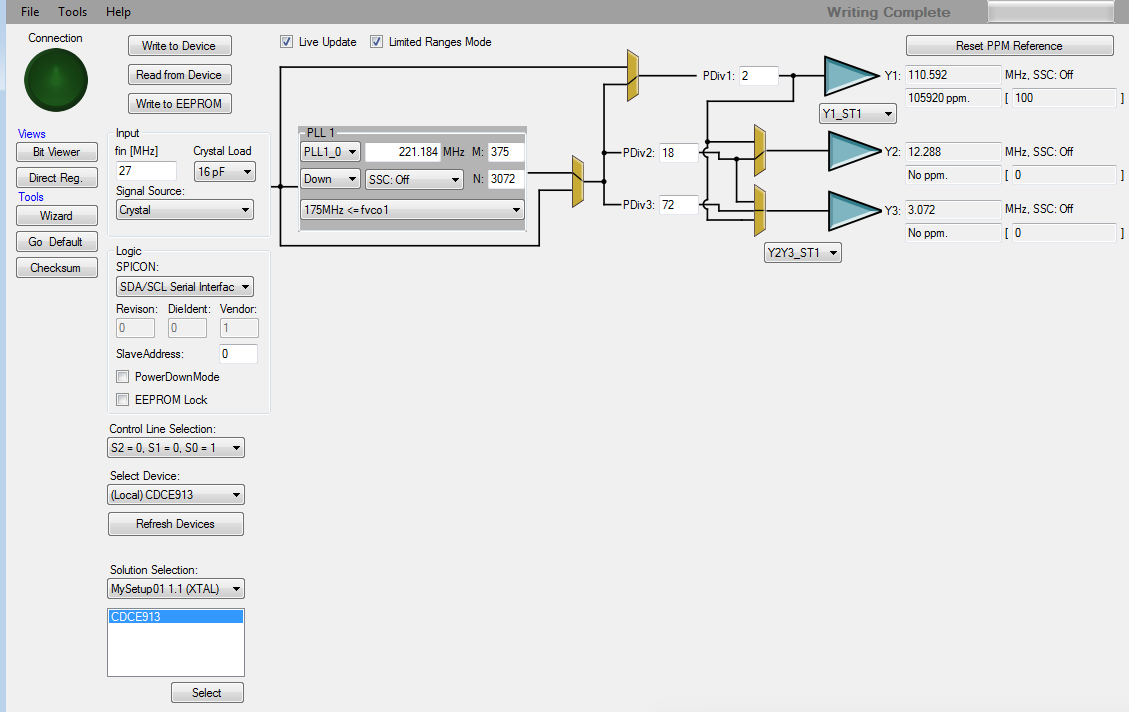 File Tools Help
Writing Complete
Connection
Write to Device
Read from Device
Write to EEPROM
Live Update
Limited Ranges Mode
Reset PPM Reference
Views
Bit Viewer
Direct Reg.
Tools
Wizard
Go Default
Checksum
Input
fin [MHz]
Crystal Load
27
16 pF
Signal Source:
Crystal
Logic
SPICON:
SDA/SCL Serial Interfac
Revison: DieIdent: Vendor:
0 0 1
SlaveAddress: 0
PowerDownMode
EEPROM Lock
Control Line Selection:
S2 = 0, S1 = 0, S0 = 1
Select Device:
(Local) CDCE913
Refresh Devices
Solution Selection:
MySetup01 1.1 (XTAL)
CDCE913
Select
PLL 1
PLL1_0 221.184 MHz M: 375
Down SSC: Off N: 3072
175MHz <= fvco1
PDiv1: 2
PDiv2: 18
PDiv3: 72
Y1_ST1
Y2Y3_ST1
Y1: 110.592 MHz, SSC: Off
105920 ppm. [ 100 ]
Y2: 12.288 MHz, SSC: Off
No ppm. [ 0 ]
Y3: 3.072 MHz, SSC: Off
No ppm. [ 0 ]